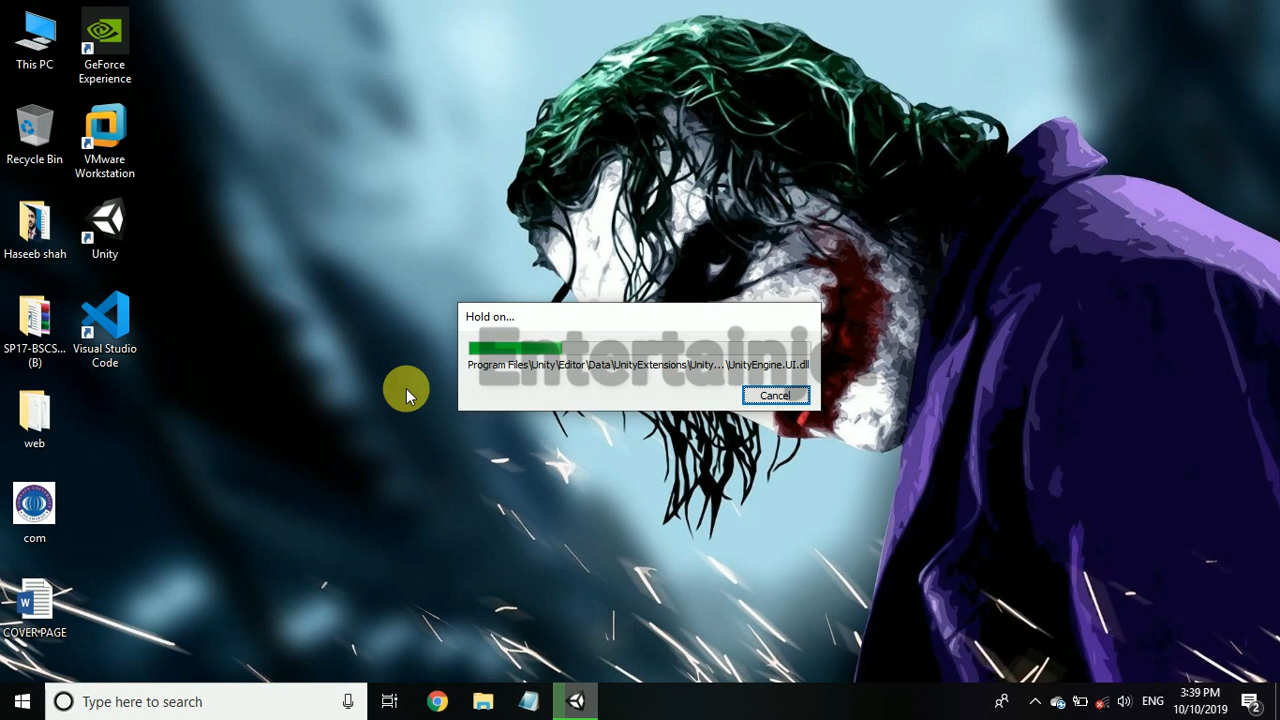 This PC
GeForce
Experience
Recycle Bin
VMware
Workstation
Haseeb shah
Unity
SP17-BSCS...
(B)
Visual Studio
Code
web
com
W
COVER PAGE
Hold on...
Entertainj
Program Files\Unity\Editor\Data\UnityExtensions\Unity...\UnityEngine.UI.dll
Cancel
Type here to search
ENG
3:39 PM
10/10/2019
2